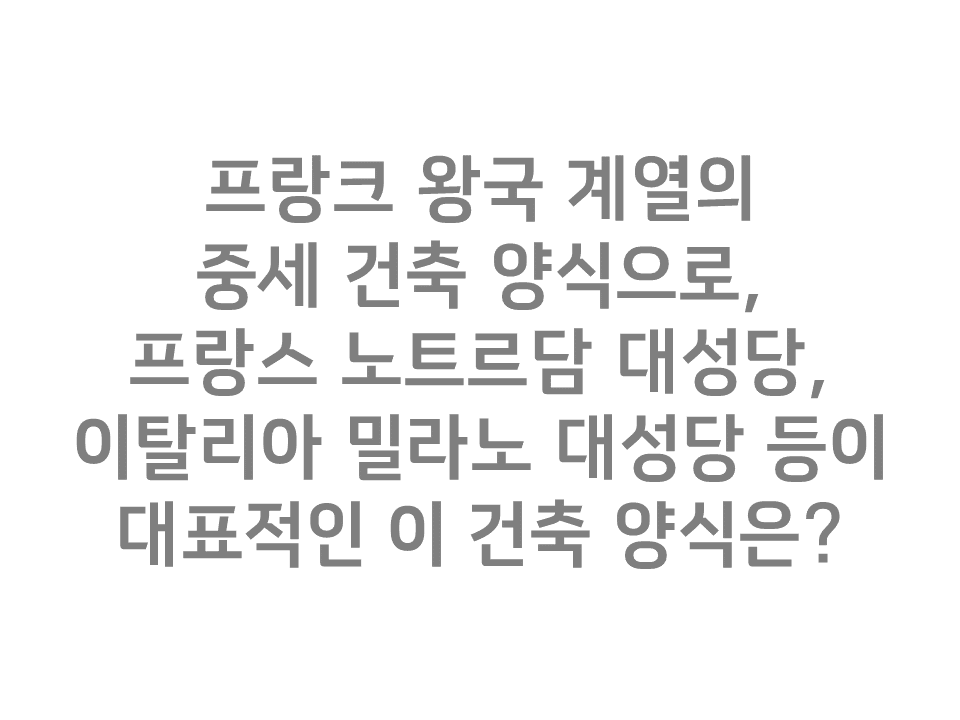 프랑크 왕국 계열의
중세 건축 양식으로,
프랑스 노트르담 대성당,
이탈리아 밀라노 대성당 등이
대표적인 이 건축 양식은?